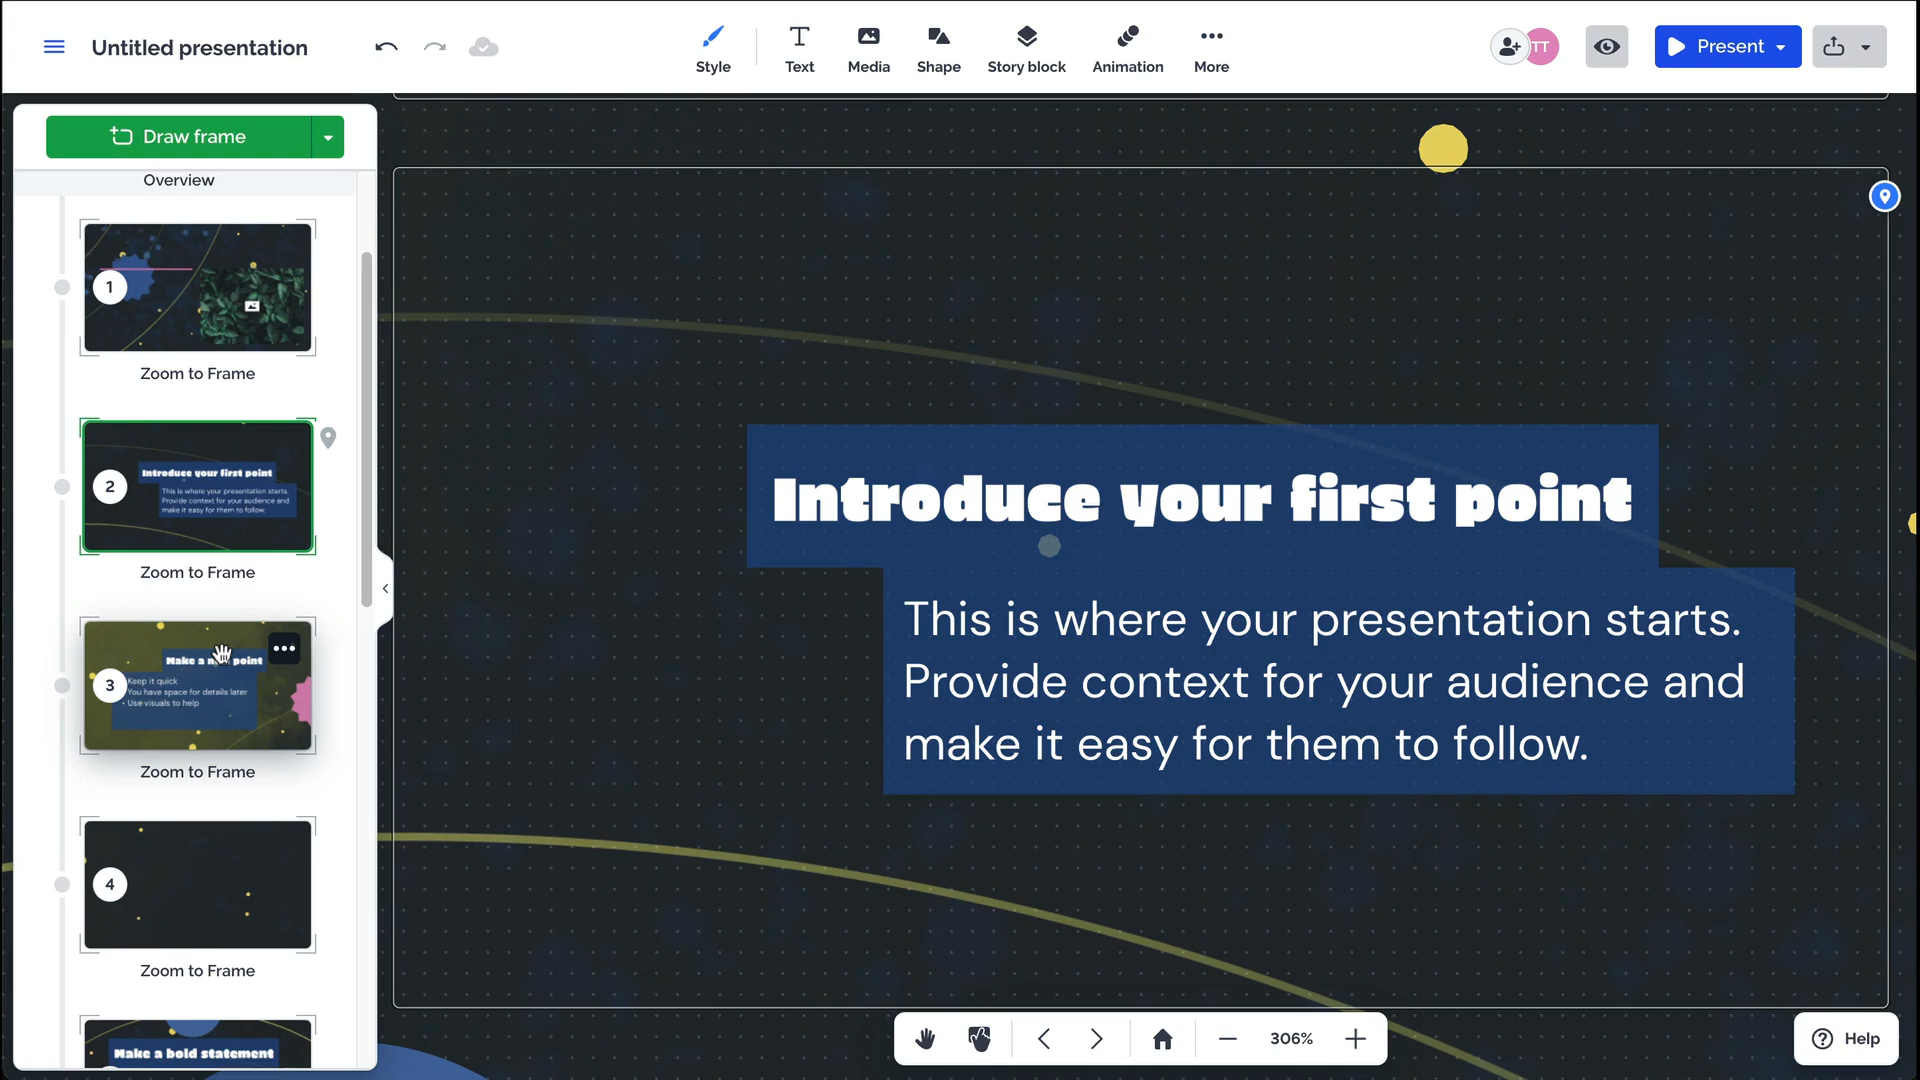 Untitled presentation
Style
Text
Media
Shape
Story block
Animation
More
TT
Present
Draw frame
Overview
1
Zoom to Frame
2
Introduce your first point
This is where your presentation starts.
Provide context for your audience and
make it easy for them to follow.
Zoom to Frame
3
Make a n point
Keep it quick
You have space for details later
• Use visuals to help
Zoom to Frame
4
Zoom to Frame
Make a bold statement
Introduce your first point
This is where your presentation starts.
Provide context for your audience and
make it easy for them to follow.
306%
Help